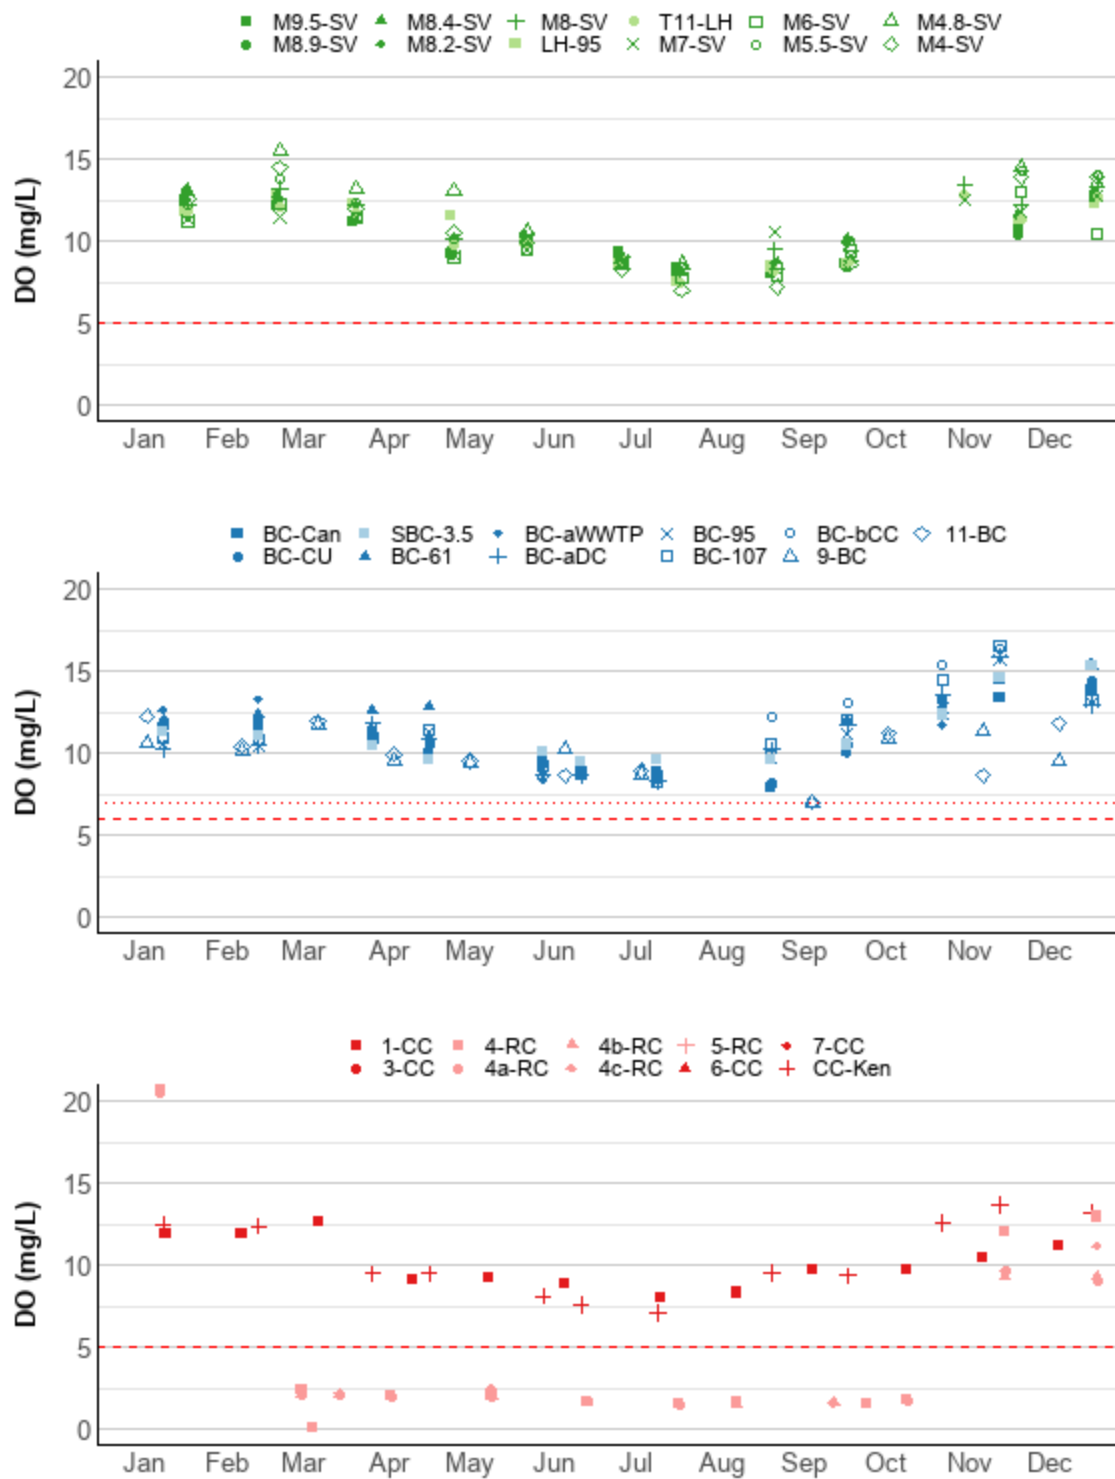 M9.5-SV M8.4-SV M8-SV T11-LH M6-SV M4.8-SV
M8.9-SV M8.2-SV LH-95 M7-SV M5.5-SV M4-SV
DO (mg/L)
20
15
10
5
0
Jan Feb Mar Apr May Jun Jul Aug Sep Oct Nov Dec
BC-Can SBC-3.5 BC-aWWTP BC-95 BC-bCC 11-BC
BC-CU BC-61 BC-aDC BC-107 9-BC
DO (mg/L)
20
15
10
5
0
Jan Feb Mar Apr May Jun Jul Aug Sep Oct Nov Dec
1-CC 4-RC 4b-RC 5-RC 7-CC
3-CC 4a-RC 4c-RC 6-CC CC-Ken
DO (mg/L)
20
15
10
5
0
Jan Feb Mar Apr May Jun Jul Aug Sep Oct Nov Dec